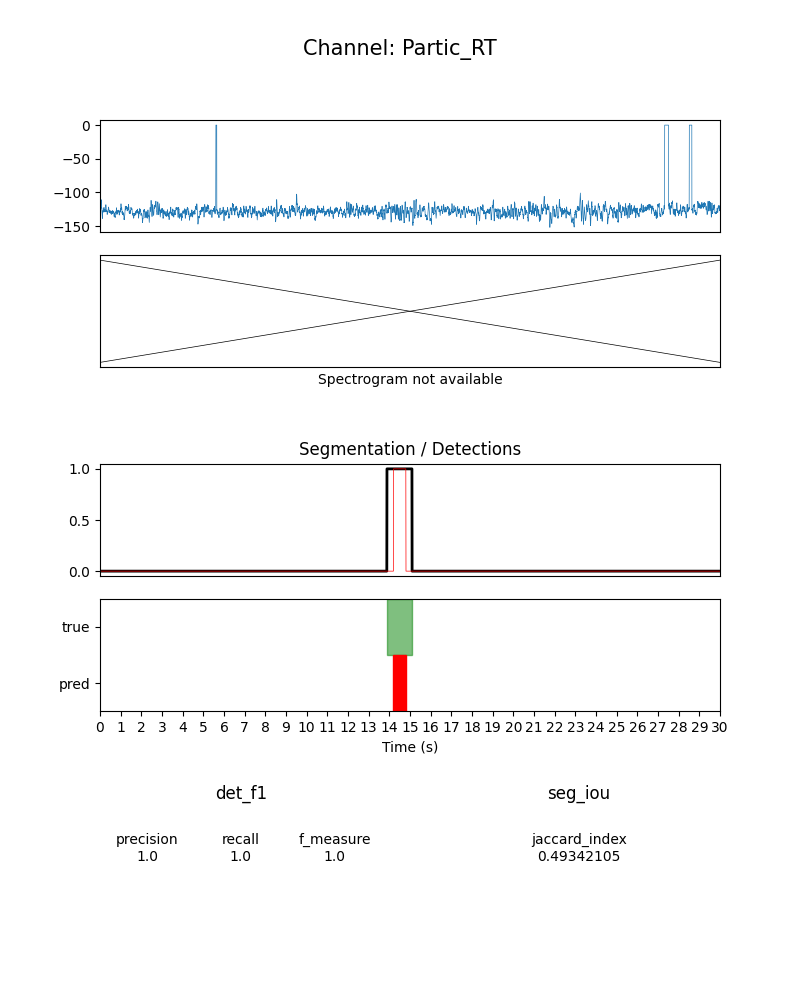 Channel: Partic_RT
0
−50
−100
−150
Spectrogram not available
Segmentation / Detections
1.0
0.5
0.0
true
pred
0 1 2 3 4 5 6 7 8 9 10 11 12 13 14 15 16 17 18 19 20 21 22 23 24 25 26 27 28 29 30
Time (s)
det_f1 seg_iou
precision recall f_measure jaccard_index
1.0 1.0 1.0 0.49342105